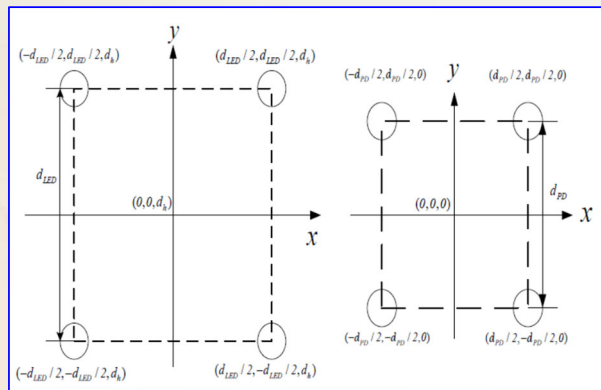 y
(-d_LED / 2, d_LED / 2, d_h)
(d_LED / 2, d_LED / 2, d_h)
d_LED
(0,0,d_h)
x
(-d_LED / 2, -d_LED / 2, d_h)
(d_LED / 2, -d_LED / 2, d_h)
y
(-d_PD / 2, d_PD / 2, 0)
(d_PD / 2, d_PD / 2, 0)
d_PD
(0,0,0)
x
(-d_PD / 2, -d_PD / 2, 0)
(d_PD / 2, -d_PD / 2, 0)